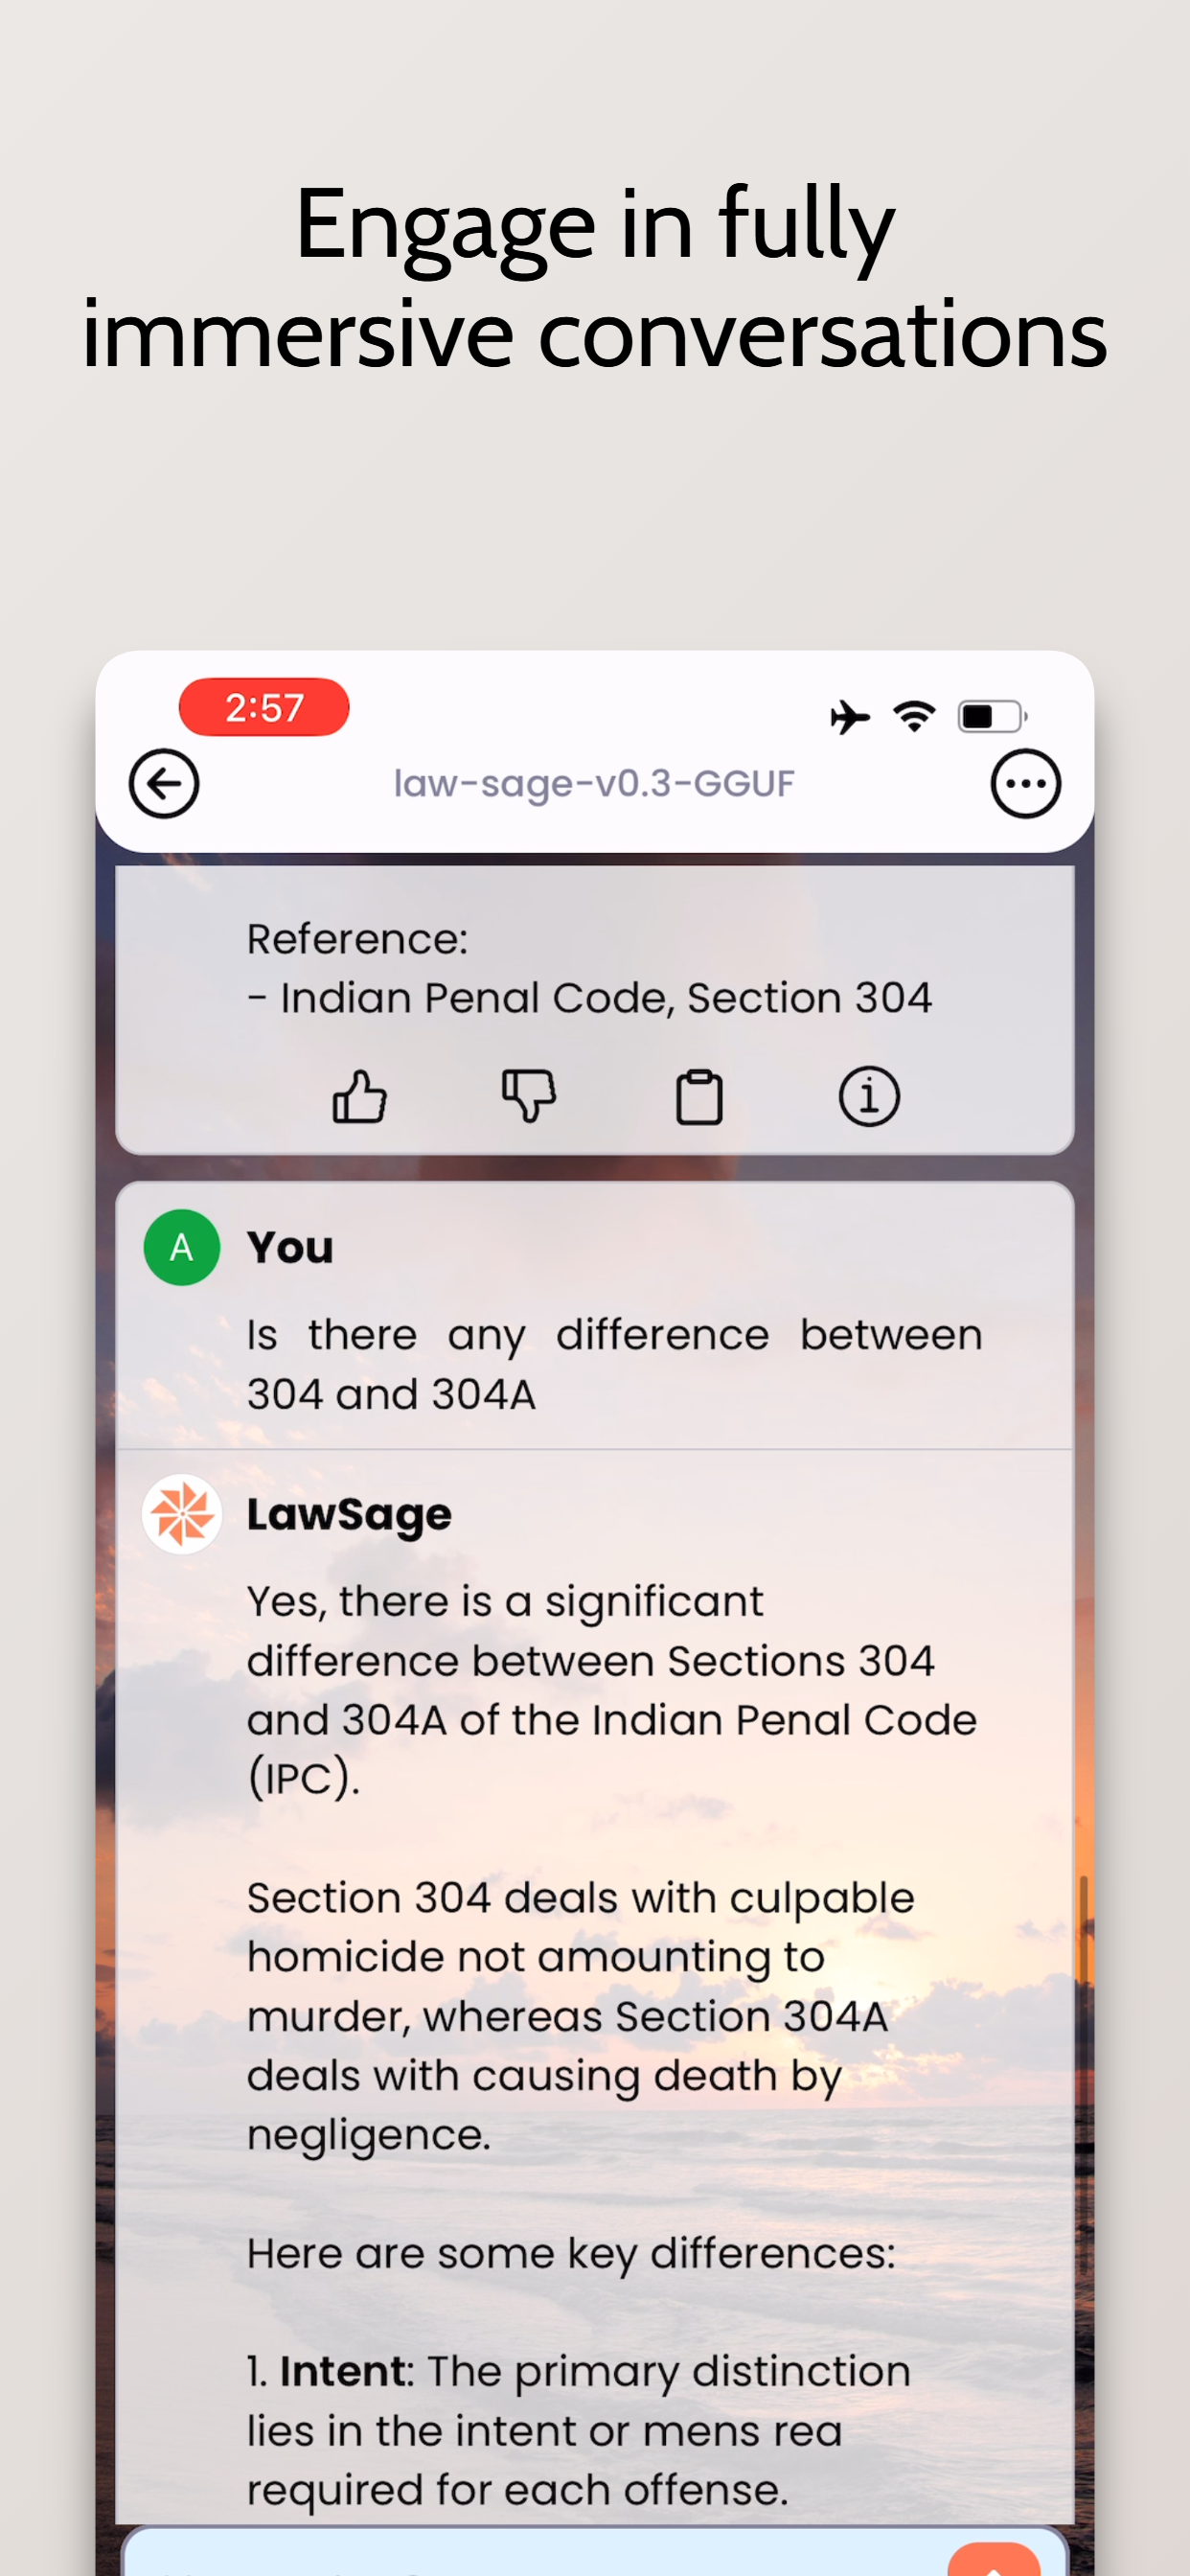 Engage in fully
immersive conversations
2:57
law-sage-v0.3-GGUF
Reference:
- Indian Penal Code, Section 304
A
You
Is there any difference between
304 and 304A
LawSage
Yes, there is a significant
difference between Sections 304
and 304A of the Indian Penal Code
(IPC).
Section 304 deals with culpable
homicide not amounting to
murder, whereas Section 304A
deals with causing death by
negligence.
Here are some key differences:
1. Intent: The primary distinction
lies in the intent or mens rea
required for each offense.